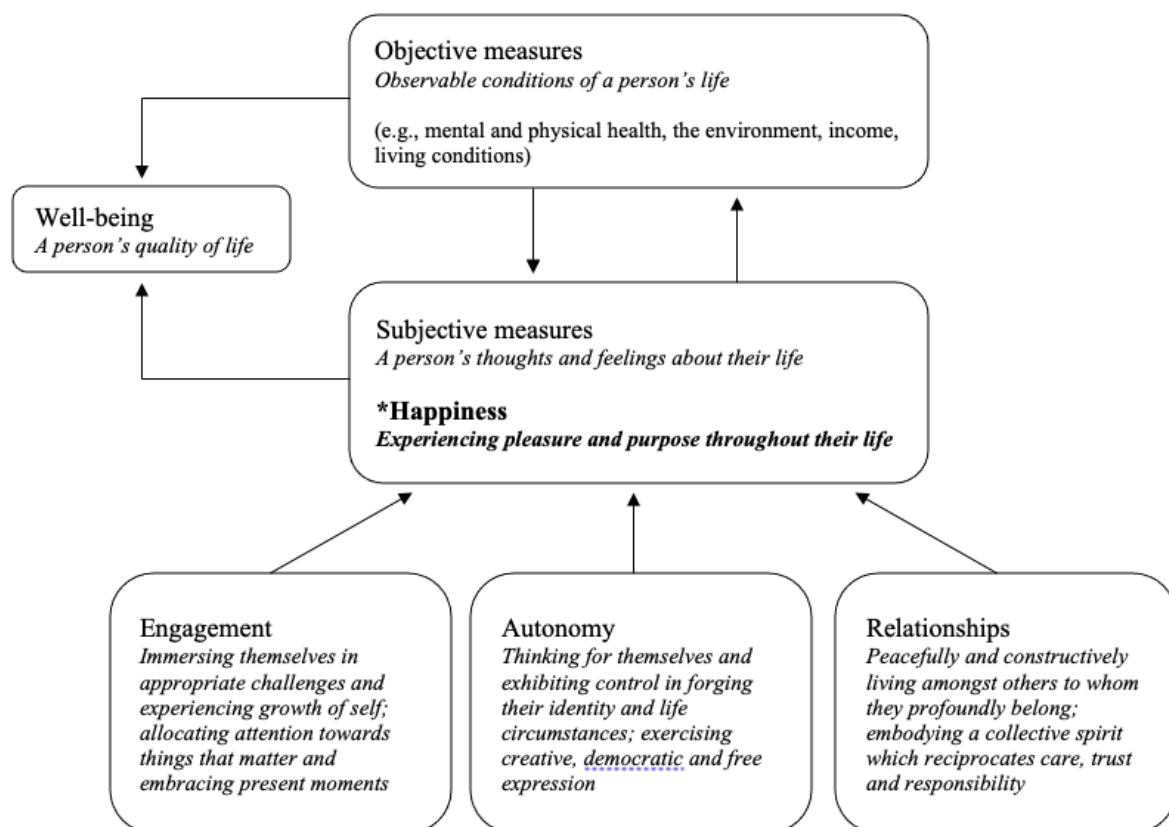 Objective measures
Observable conditions of a person's life
(e.g., mental and physical health, the environment, income,
living conditions)
Well-being
A person's quality of life
Subjective measures
A person's thoughts and feelings about their life
*Happiness
Experiencing pleasure and purpose throughout their life
Engagement
Immersing themselves in
appropriate challenges and
experiencing growth of self;
allocating attention towards
things that matter and
embracing present moments
Autonomy
Thinking for themselves and
exhibiting control in forging
their identity and life
circumstances; exercising
creative, democratic and free
expression
Relationships
Peacefully and constructively
living amongst others to whom
they profoundly belong;
embodying a collective spirit
which reciprocates care, trust
and responsibility